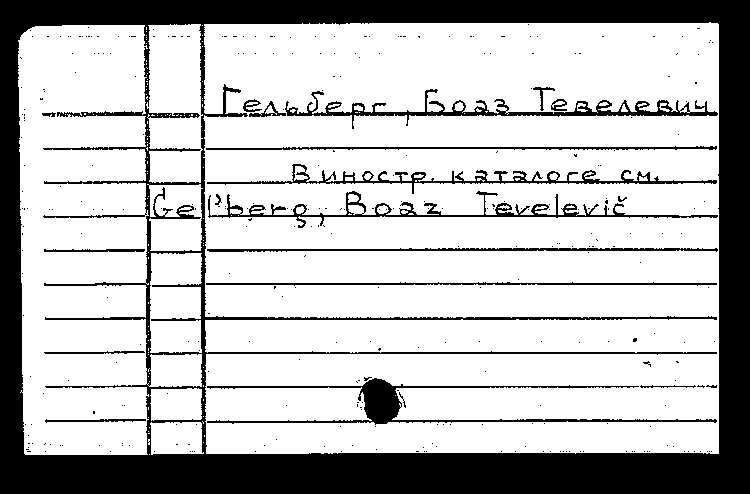 Гельберг, Боаз Тевелевич
В иностр. каталоге см.
Gel'berg, Boaz Tevelevič